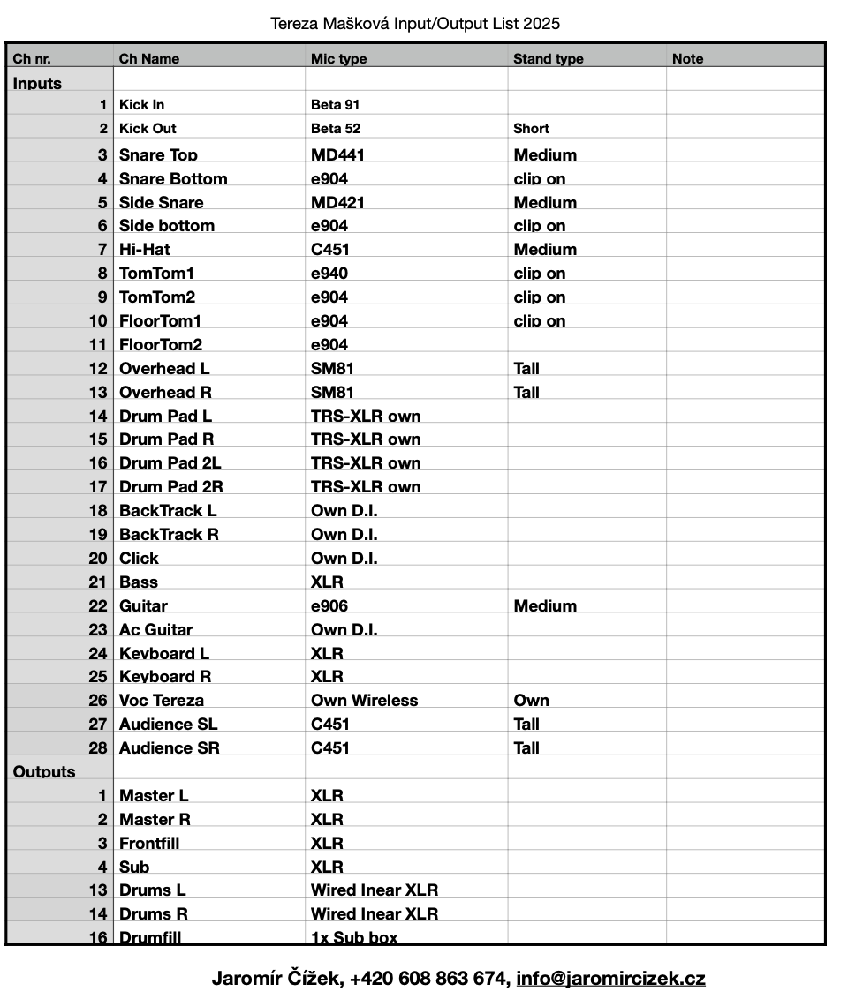 Tereza Mašková Input/Output List 2025
Ch nr. Ch Name Mic type Stand type Note
Inputs
1 Kick In Beta 91
2 Kick Out Beta 52 Short
3 Snare Top MD441 Medium
4 Snare Bottom e904 clip on
5 Side Snare MD421 Medium
6 Side bottom e904 clip on
7 Hi-Hat C451 Medium
8 TomTom1 e940 clip on
9 TomTom2 e904 clip on
10 FloorTom1 e904 clip on
11 FloorTom2 e904
12 Overhead L SM81 Tall
13 Overhead R SM81 Tall
14 Drum Pad L TRS-XLR own
15 Drum Pad R TRS-XLR own
16 Drum Pad 2L TRS-XLR own
17 Drum Pad 2R TRS-XLR own
18 BackTrack L Own D.I.
19 BackTrack R Own D.I.
20 Click Own D.I.
21 Bass XLR
22 Guitar e906 Medium
23 Ac Guitar Own D.I.
24 Keyboard L XLR
25 Keyboard R XLR
26 Voc Tereza Own Wireless Own
27 Audience SL C451 Tall
28 Audience SR C451 Tall
Outputs
1 Master L XLR
2 Master R XLR
3 Frontfill XLR
4 Sub XLR
13 Drums L Wired Inear XLR
14 Drums R Wired Inear XLR
16 Drumfill 1x Sub box
Jaromír Čížek, +420 608 863 674, info@jaromircizek.cz